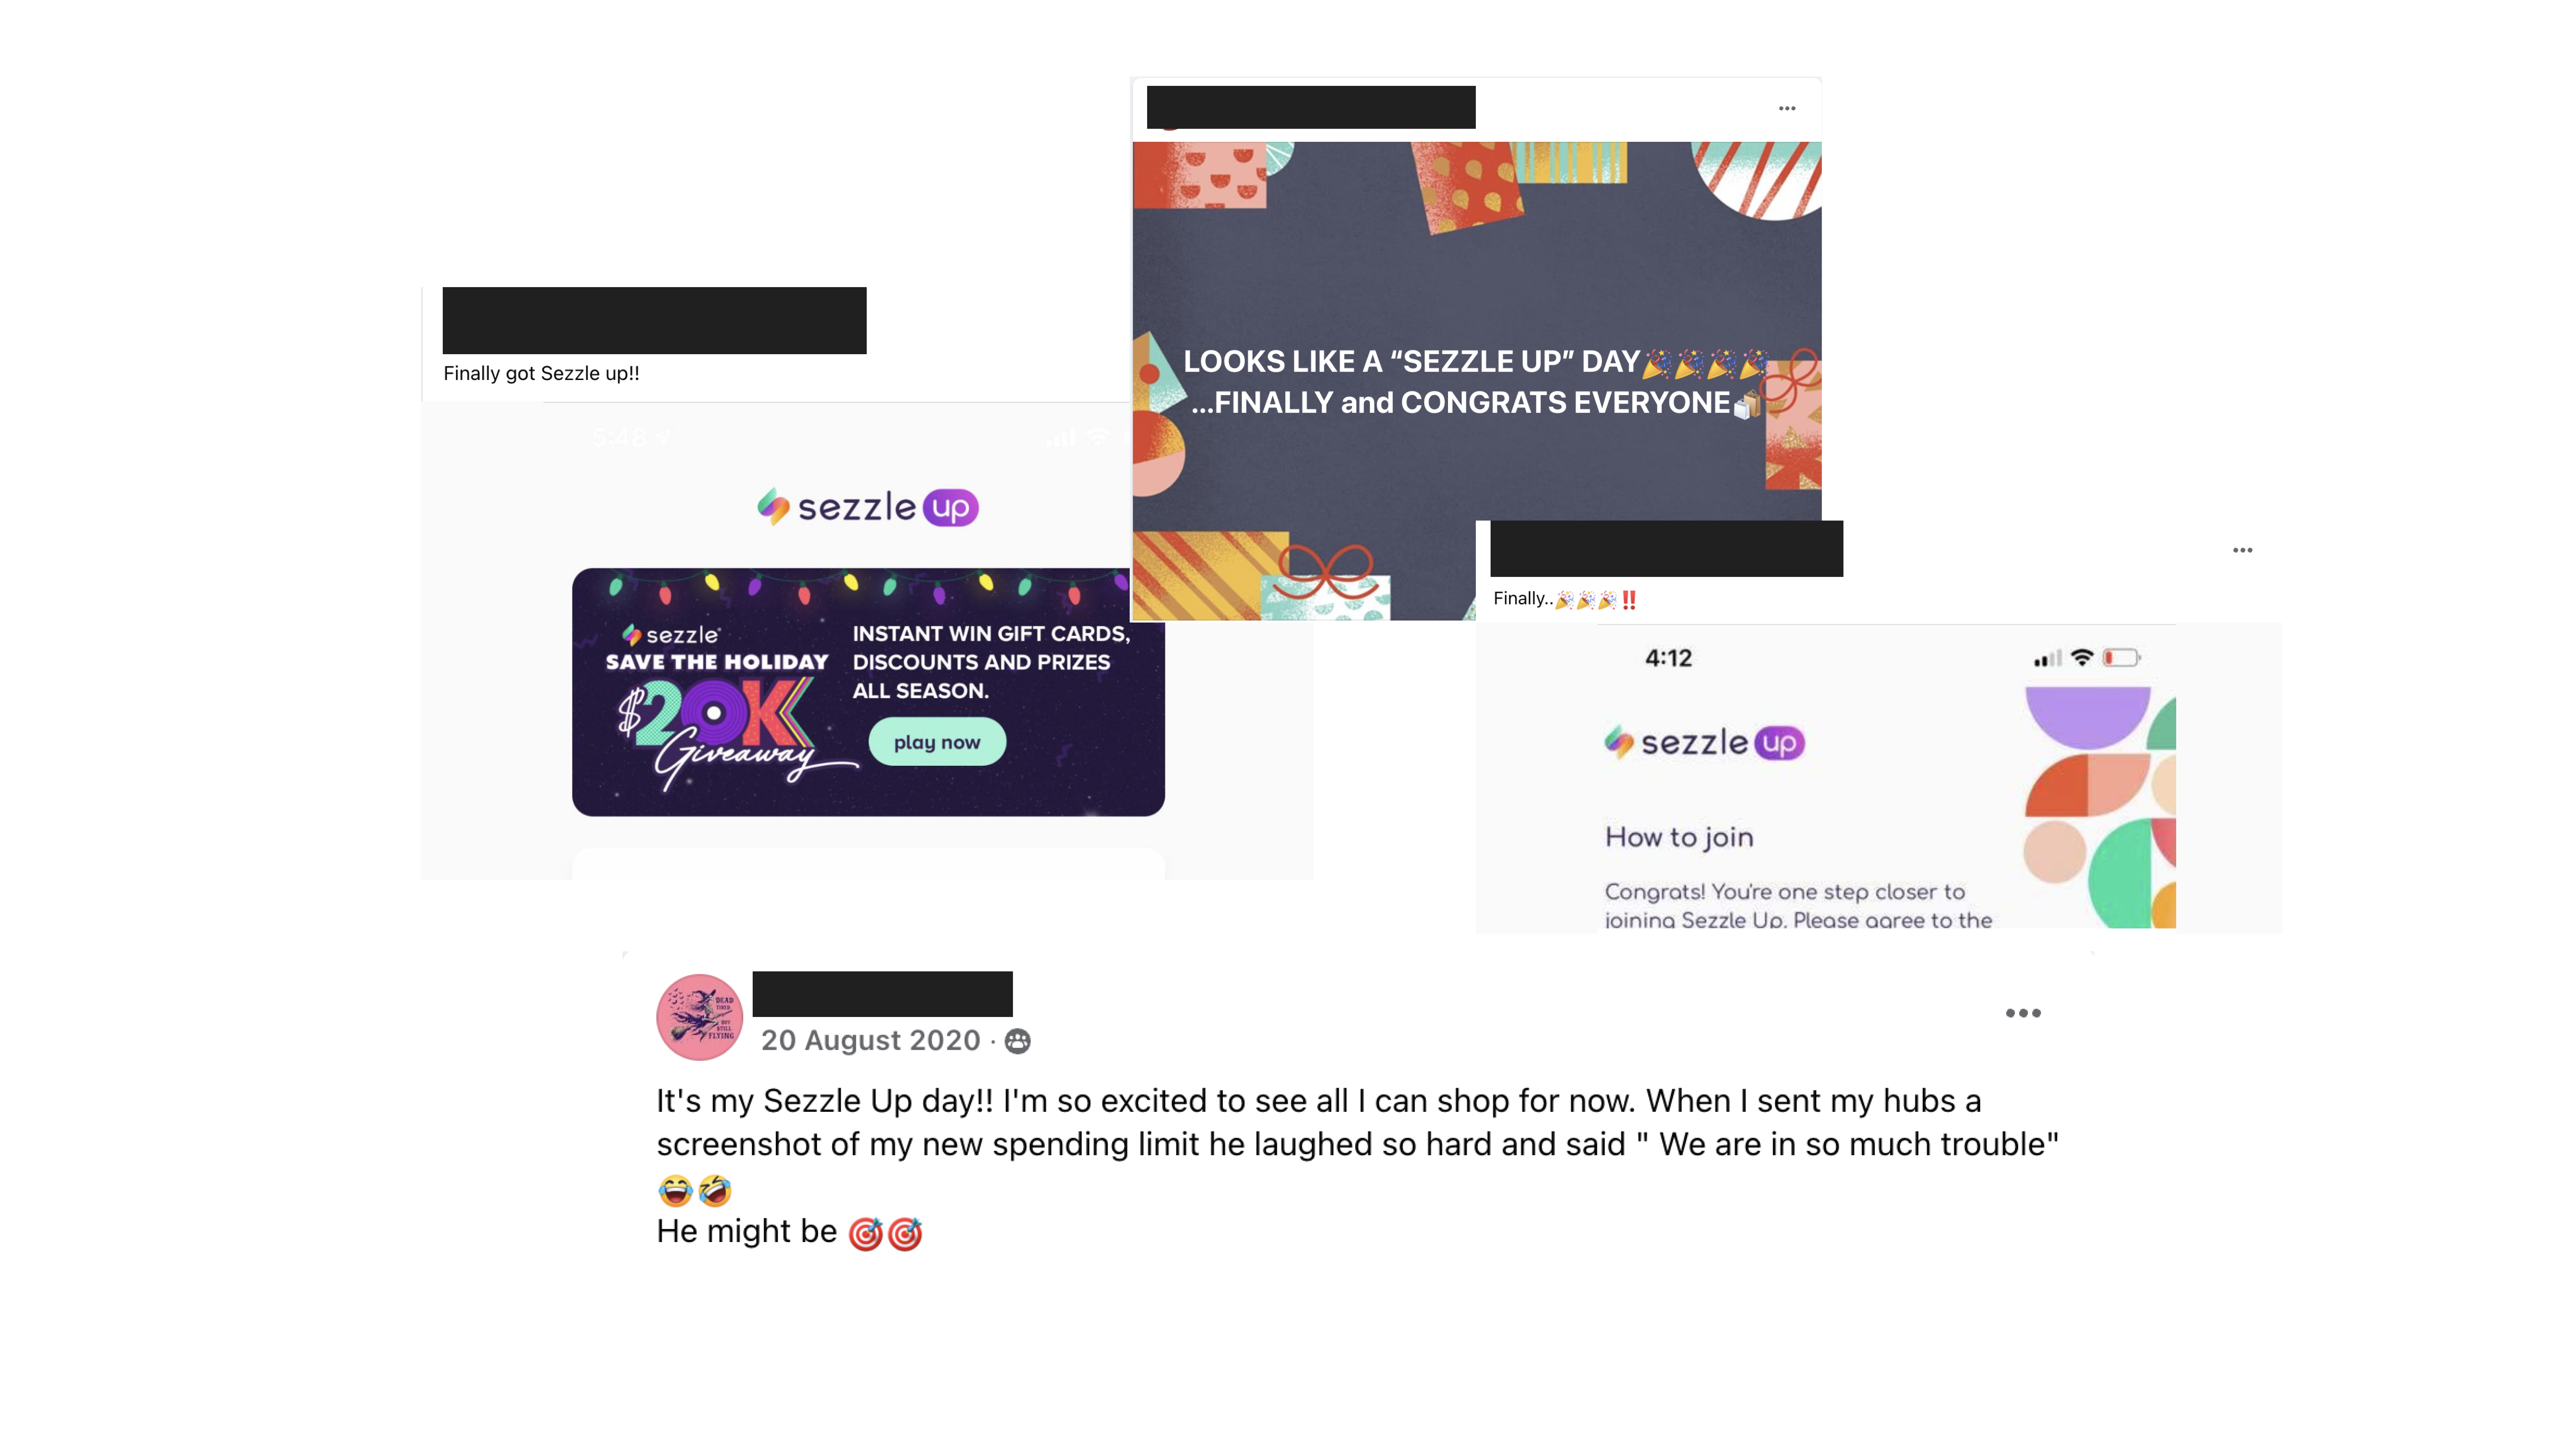 LOOKS LIKE A “SEZZLE UP” DAY🎉🎉🎉🎉
...FINALLY and CONGRATS EVERYONE🛍️
Finally got Sezzle up!!
5:48
sezzle up
sezzle
SAVE THE HOLIDAY
$20K
Giveaway
INSTANT WIN GIFT CARDS,
DISCOUNTS AND PRIZES
ALL SEASON.
play now
Finally..🎉🎉🎉‼️
4:12
sezzle up
How to join
Congrats! You're one step closer to
joining Sezzle Up. Please agree to the
DEAD
TIRED
BUT
STILL
FLYING
20 August 2020 ·
It's my Sezzle Up day!! I'm so excited to see all I can shop for now. When I sent my hubs a
screenshot of my new spending limit he laughed so hard and said " We are in so much trouble"
😂🤣
He might be 🎯🎯